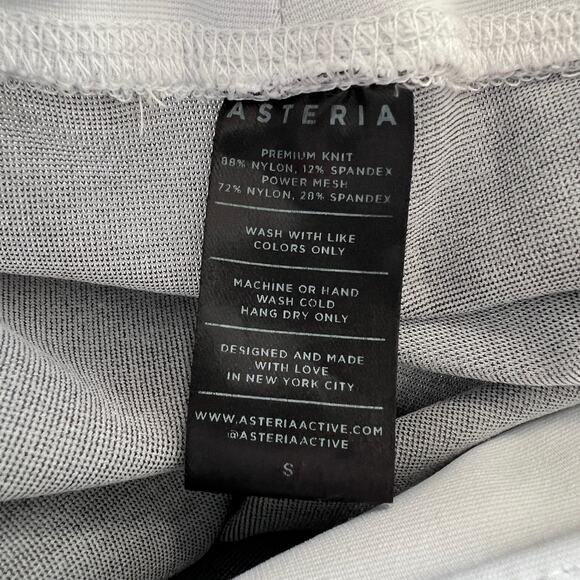 ASTERIA
PREMIUM KNIT
88% NYLON, 12% SPANDEX
POWER MESH
72% NYLON, 28% SPANDEX
WASH WITH LIKE
COLORS ONLY
MACHINE OR HAND
WASH COLD
HANG DRY ONLY
DESIGNED AND MADE
WITH LOVE
IN NEW YORK CITY
WWW.ASTERIAACTIVE.COM
@ASTERIAACTIVE
S